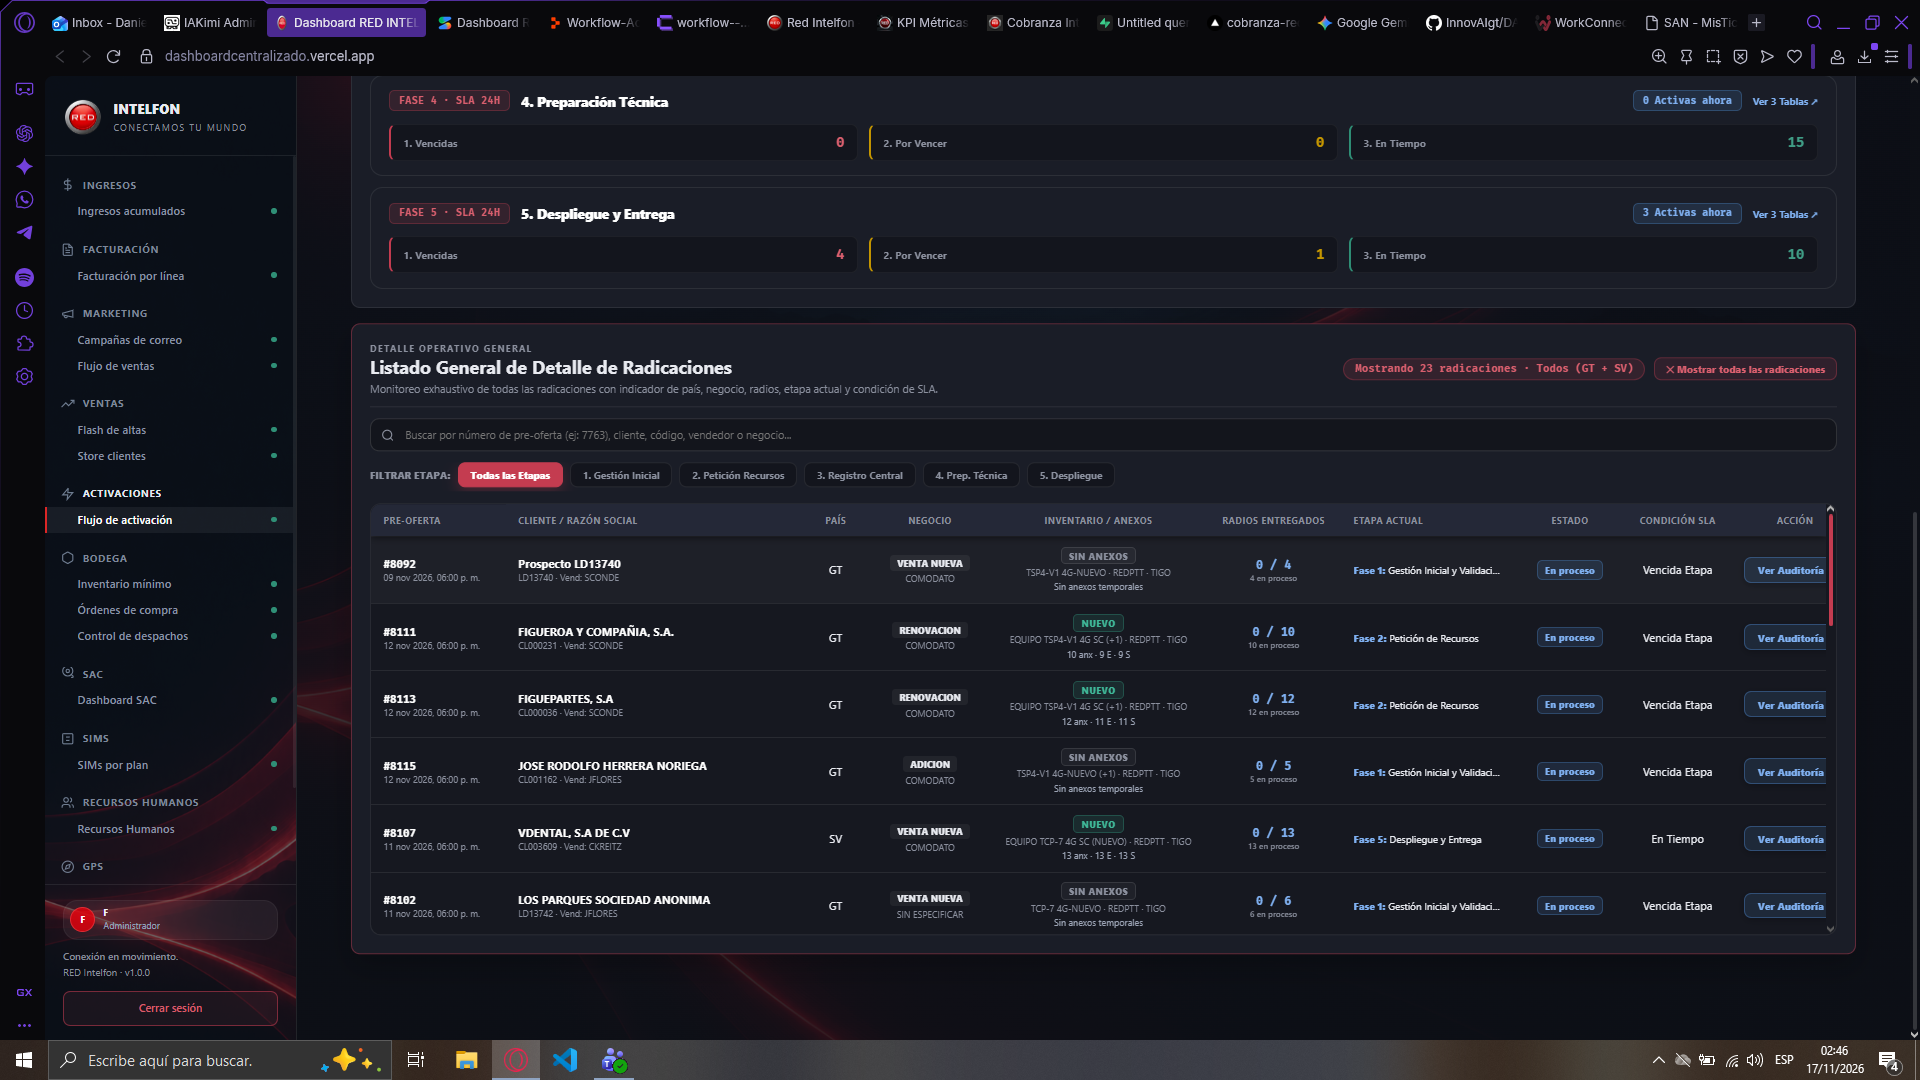 Inbox - Danie
IAKimi Admin
Dashboard RED INTEL
Dashboard R
Workflow-Ac
workflow--...
Red Intelfon
KPI Métricas
Cobranza Int
Untitled quer
cobranza-re
Google Gem
InnovAIgt/DA
WorkConnec
SAN - MisTic
dashboardcentralizado.vercel.app
RED
INTELFON
CONECTAMOS TU MUNDO
INGRESOS
Ingresos acumulados
FACTURACIÓN
Facturación por línea
MARKETING
Campañas de correo
Flujo de ventas
VENTAS
Flash de altas
Store clientes
ACTIVACIONES
Flujo de activación
BODEGA
Inventario mínimo
Órdenes de compra
Control de despachos
SAC
Dashboard SAC
SIMS
SIMs por plan
RECURSOS HUMANOS
Recursos Humanos
GPS
F
F
Administrador
Conexión en movimiento.
RED Intelfon · v1.0.0
Cerrar sesión
GX
FASE 4 · SLA 24H
4. Preparación Técnica
0 Activas ahora
Ver 3 Tablas ↗
1. Vencidas 0
2. Por Vencer 0
3. En Tiempo 15
FASE 5 · SLA 24H
5. Despliegue y Entrega
3 Activas ahora
Ver 3 Tablas ↗
1. Vencidas 4
2. Por Vencer 1
3. En Tiempo 10
DETALLE OPERATIVO GENERAL
Listado General de Detalle de Radicaciones
Monitoreo exhaustivo de todas las radicaciones con indicador de país, negocio, radios, etapa actual y condición de SLA.
Mostrando 23 radicaciones · Todos (GT + SV)
✕ Mostrar todas las radicaciones
Buscar por número de pre-oferta (ej: 7763), cliente, código, vendedor o negocio...
FILTRAR ETAPA: Todas las Etapas 1. Gestión Inicial 2. Petición Recursos 3. Registro Central 4. Prep. Técnica 5. Despliegue
PRE-OFERTA CLIENTE / RAZÓN SOCIAL PAÍS NEGOCIO INVENTARIO / ANEXOS RADIOS ENTREGADOS ETAPA ACTUAL ESTADO CONDICIÓN SLA ACCIÓN
#8092
09 nov 2026, 06:00 p. m.
Prospecto LD13740
LD13740 · Vend: SCONDE
GT
VENTA NUEVA
COMODATO
SIN ANEXOS
TSP4-V1 4G-NUEVO · REDPTT · TIGO
Sin anexos temporales
0 / 4
4 en proceso
Fase 1: Gestión Inicial y Validaci...
En proceso
Vencida Etapa
Ver Auditoría
#8111
12 nov 2026, 06:00 p. m.
FIGUEROA Y COMPAÑIA, S.A.
CL000231 · Vend: SCONDE
GT
RENOVACION
COMODATO
NUEVO
EQUIPO TSP4-V1 4G SC (+1) · REDPTT · TIGO
10 anx · 9 E · 9 S
0 / 10
10 en proceso
Fase 2: Petición de Recursos
En proceso
Vencida Etapa
Ver Auditoría
#8113
12 nov 2026, 06:00 p. m.
FIGUEPARTES, S.A
CL000036 · Vend: SCONDE
GT
RENOVACION
COMODATO
NUEVO
EQUIPO TSP4-V1 4G SC (+1) · REDPTT · TIGO
12 anx · 11 E · 11 S
0 / 12
12 en proceso
Fase 2: Petición de Recursos
En proceso
Vencida Etapa
Ver Auditoría
#8115
12 nov 2026, 06:00 p. m.
JOSE RODOLFO HERRERA NORIEGA
CL001162 · Vend: JFLORES
GT
ADICION
COMODATO
SIN ANEXOS
TSP4-V1 4G-NUEVO (+1) · REDPTT · TIGO
Sin anexos temporales
0 / 5
5 en proceso
Fase 1: Gestión Inicial y Validaci...
En proceso
Vencida Etapa
Ver Auditoría
#8107
11 nov 2026, 06:00 p. m.
VDENTAL, S.A DE C.V
CL003609 · Vend: CKREITZ
SV
VENTA NUEVA
COMODATO
NUEVO
EQUIPO TCP-7 4G SC (NUEVO) · REDPTT · TIGO
13 anx · 13 E · 13 S
0 / 13
13 en proceso
Fase 5: Despliegue y Entrega
En proceso
En Tiempo
Ver Auditoría
#8102
11 nov 2026, 06:00 p. m.
LOS PARQUES SOCIEDAD ANONIMA
LD13742 · Vend: JFLORES
GT
VENTA NUEVA
SIN ESPECIFICAR
SIN ANEXOS
TCP-7 4G-NUEVO · REDPTT · TIGO
Sin anexos temporales
0 / 6
6 en proceso
Fase 1: Gestión Inicial y Validaci...
En proceso
Vencida Etapa
Ver Auditoría
Escribe aquí para buscar.
ESP
02:46
17/11/2026
4